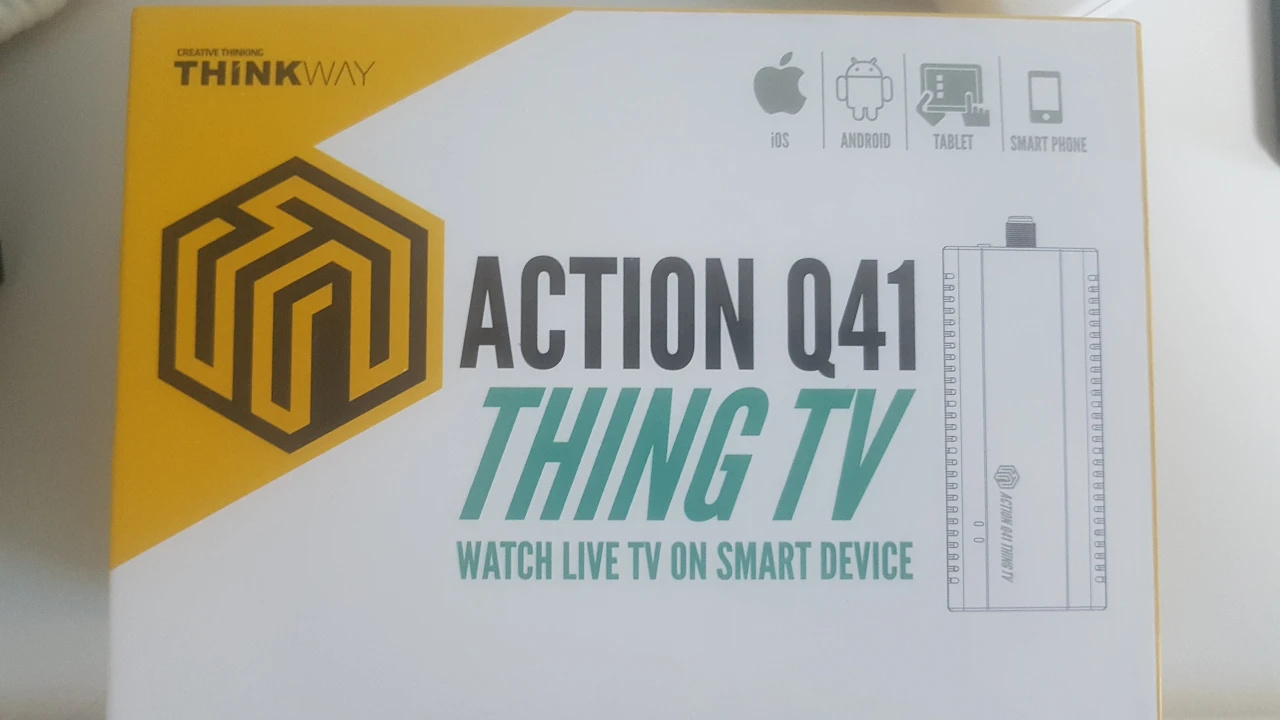 CREATIVE THINKING
THiNKWAY
iOS
ANDROID
TABLET
SMART PHONE
ACTION Q41
THING TV
WATCH LIVE TV ON SMART DEVICE
ACTION Q41 THING TV